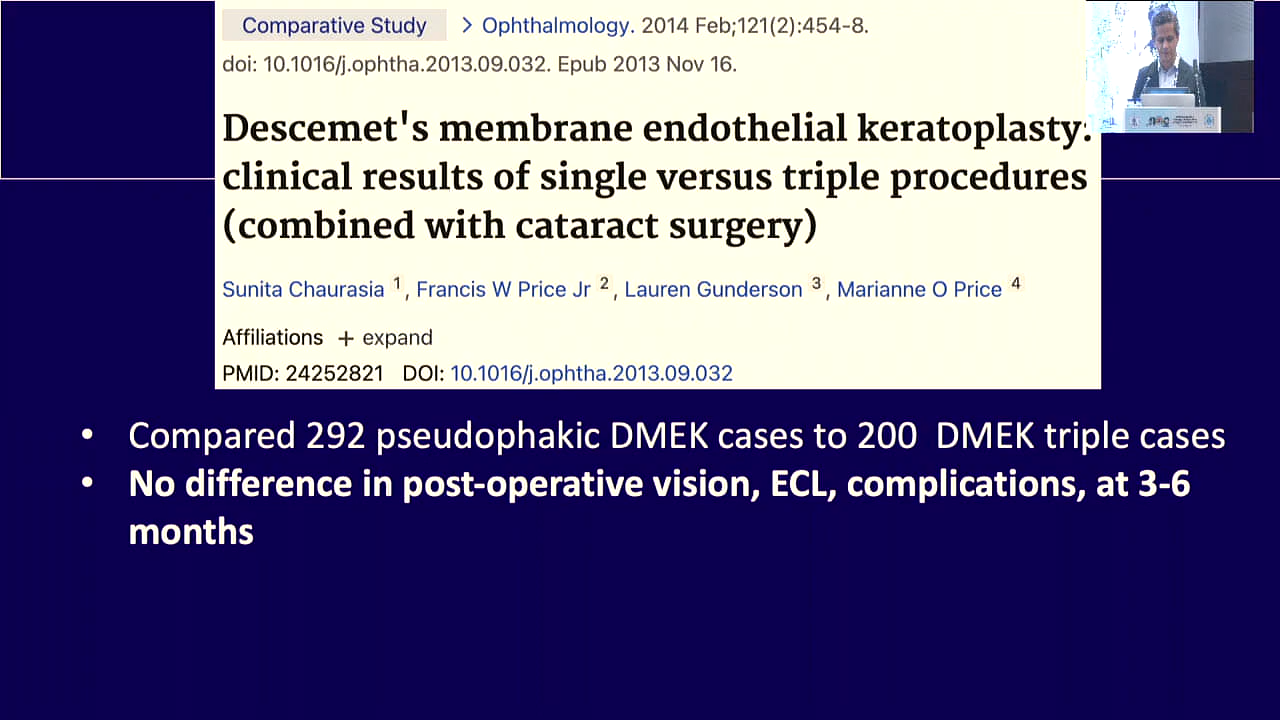 Comparative Study > Ophthalmology. 2014 Feb;121(2):454-8.
doi: 10.1016/j.ophtha.2013.09.032. Epub 2013 Nov 16.
Descemet's membrane endothelial keratoplasty:
clinical results of single versus triple procedures
(combined with cataract surgery)
Sunita Chaurasia 1, Francis W Price Jr 2, Lauren Gunderson 3, Marianne O Price 4
Affiliations + expand
PMID: 24252821 DOI: 10.1016/j.ophtha.2013.09.032
• Compared 292 pseudophakic DMEK cases to 200 DMEK triple cases
• No difference in post-operative vision, ECL, complications, at 3-6
months